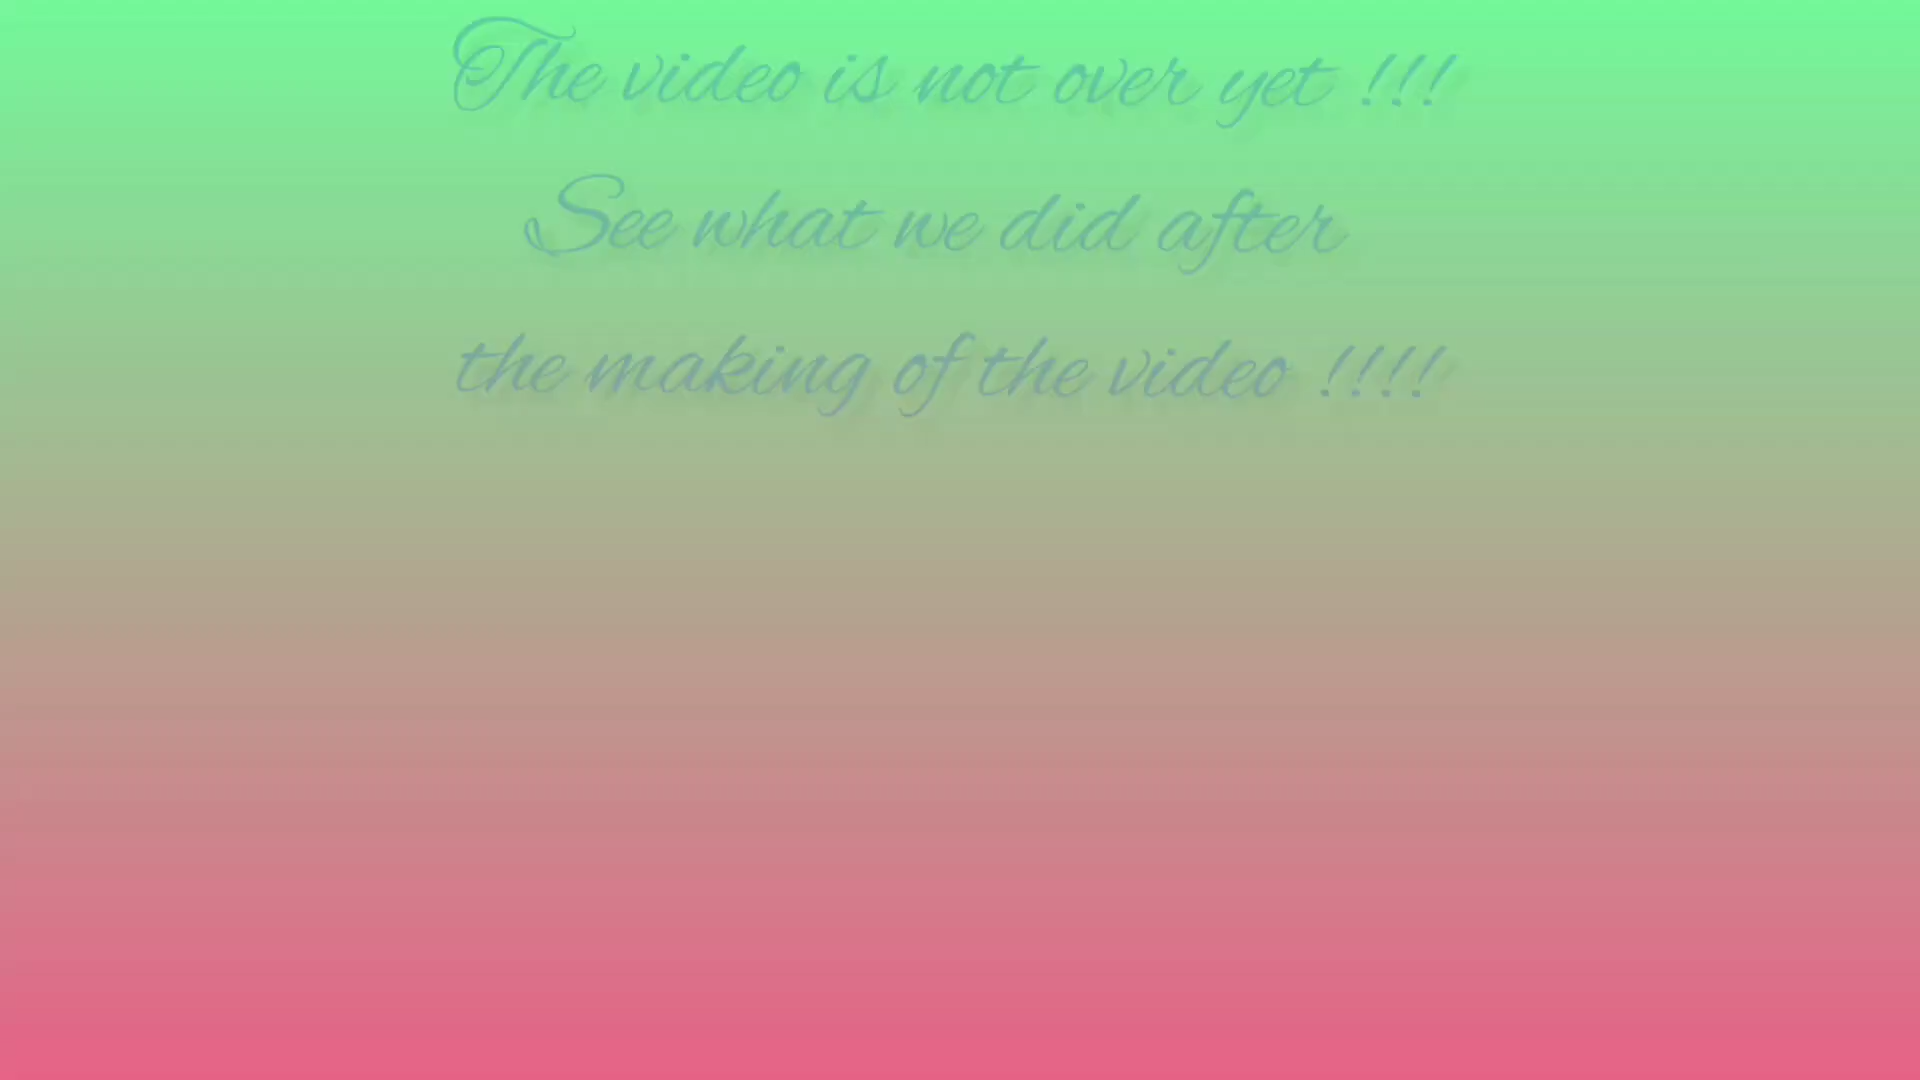 The video is not over yet !!!
See what we did after
the making of the video !!!!